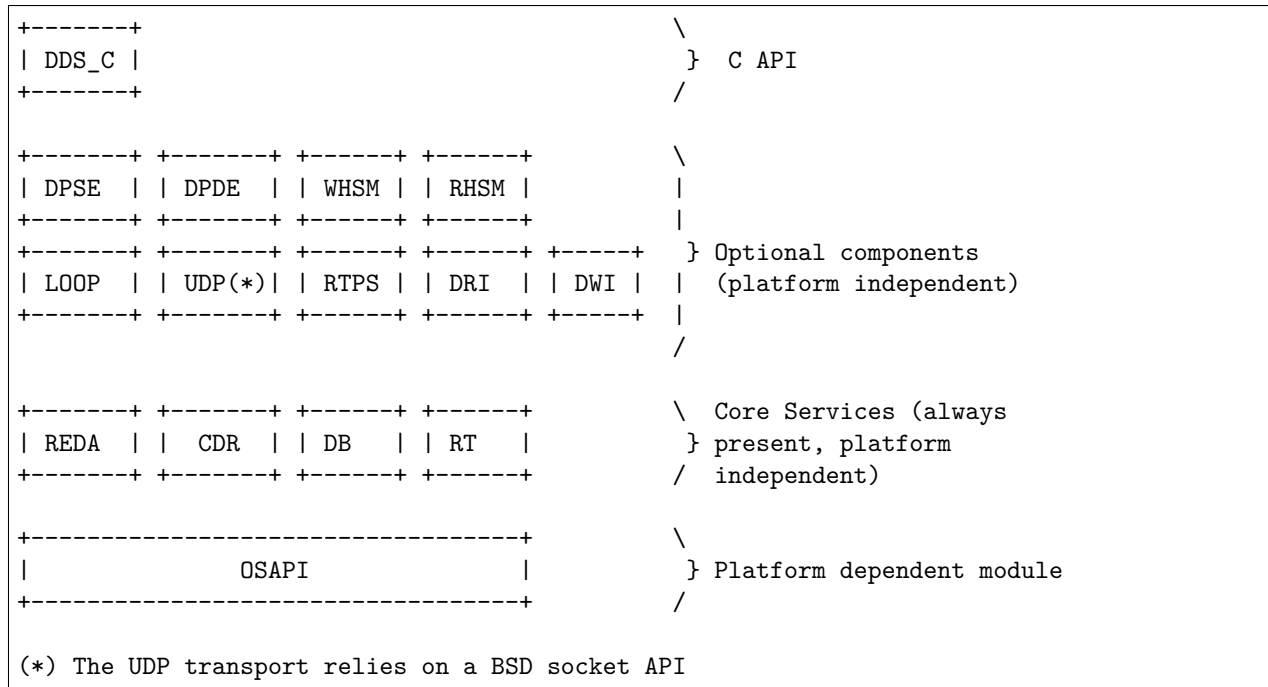 +-------+                                       \
| DDS_C |                                        }  C API
+-------+                                       /
+-------+ +-------+ +------+ +------+           \
| DPSE  | | DPDE  | | WHSM | | RHSM |           |
+-------+ +-------+ +------+ +------+           |
+-------+ +-------+ +------+ +------+ +-----+    } Optional components
| LOOP  | | UDP(*)| | RTPS | | DRI  | | DWI |   |  (platform independent)
+-------+ +-------+ +------+ +------+ +-----+   |
                                                /
+-------+ +-------+ +------+ +------+           \  Core Services (always
| REDA  | |  CDR  | | DB   | | RT   |            } present, platform
+-------+ +-------+ +------+ +------+           /  independent)
+-----------------------------------+           \
|               OSAPI               |            } Platform dependent module
+-----------------------------------+           /
(*) The UDP transport relies on a BSD socket API